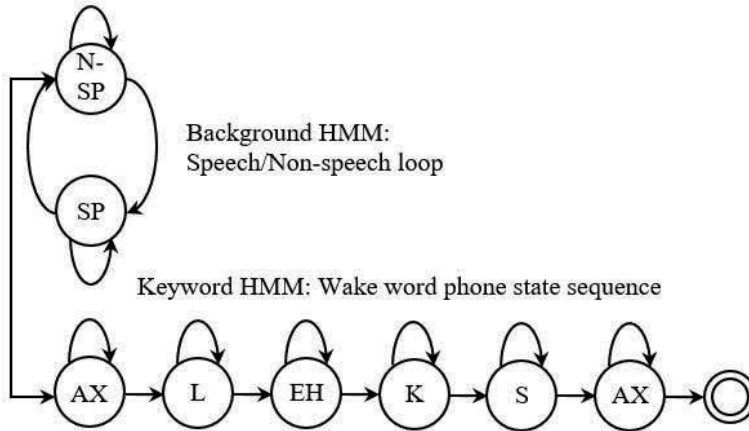 N-
SP
Background HMM:
Speech/Non-speech loop
SP
Keyword HMM: Wake word phone state sequence
AX L EH K S AX